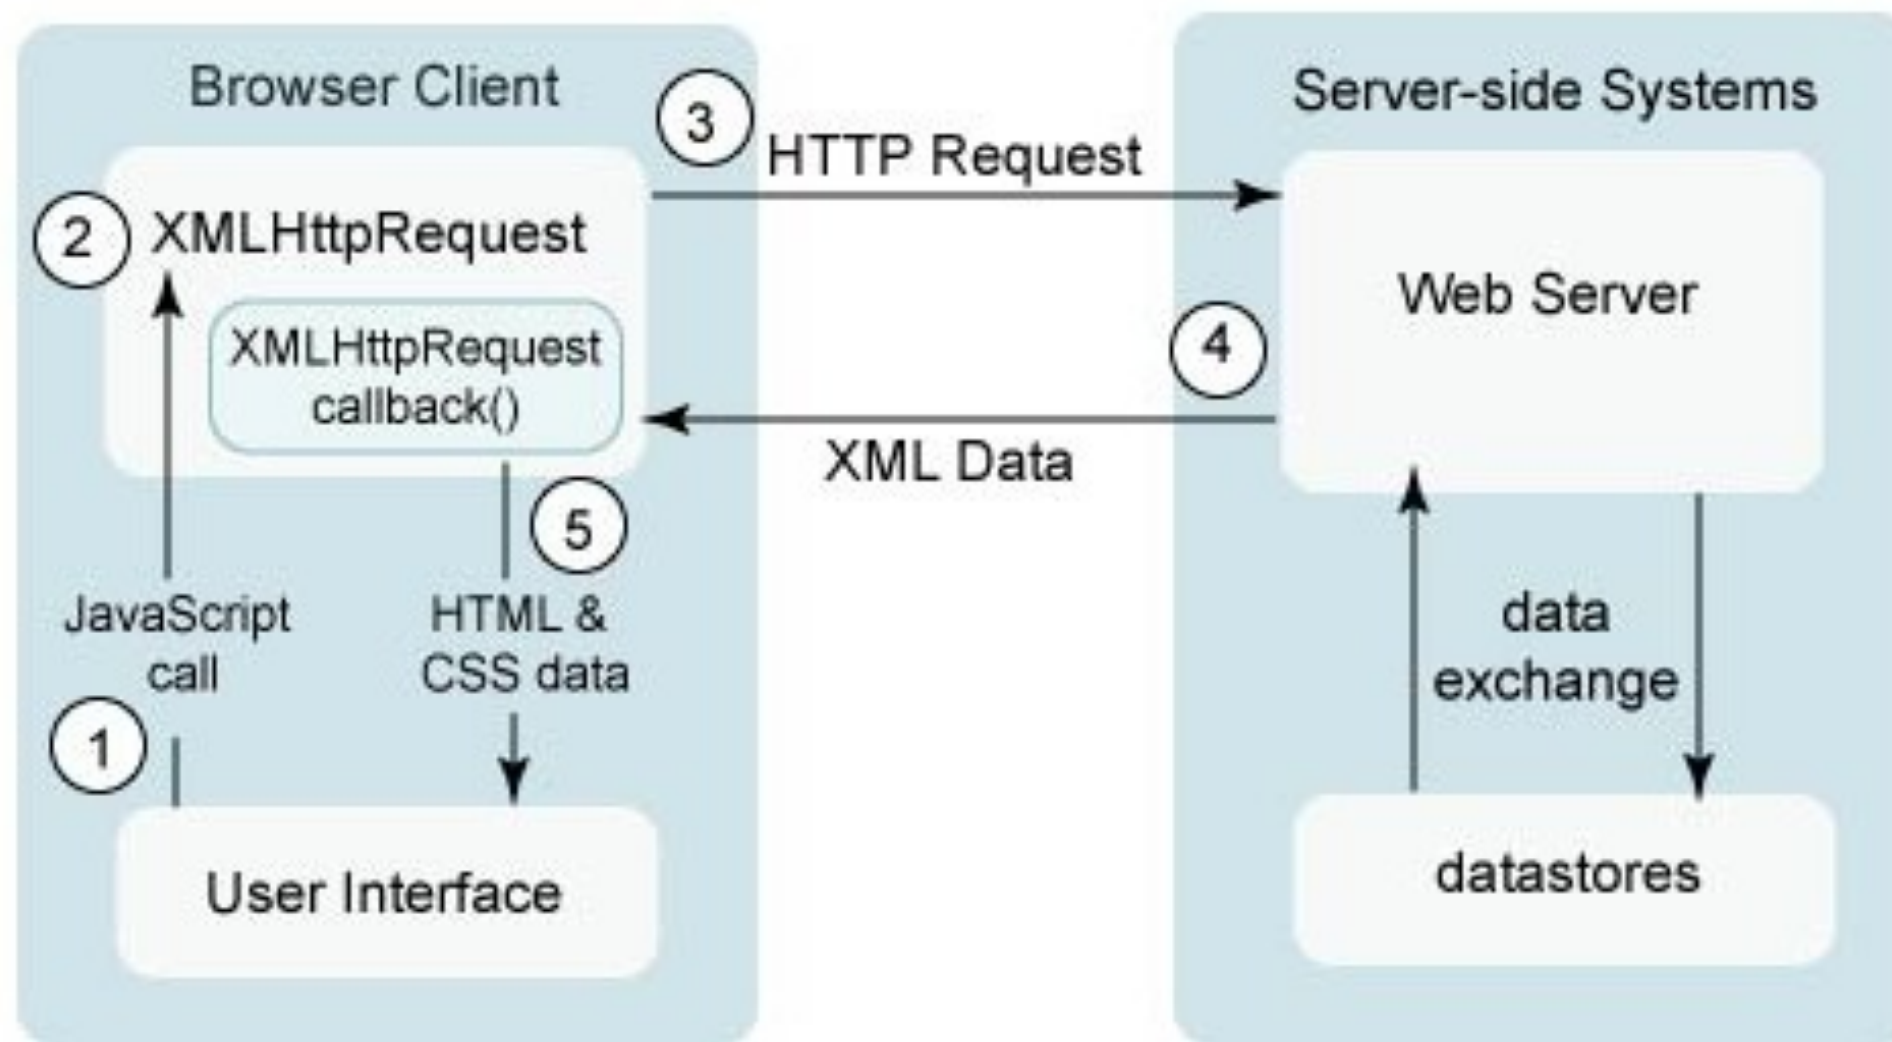 Browser Client
3
HTTP Request
Server-side Systems
2
XMLHttpRequest
XMLHttpRequest
callback()
Web Server
4
XML Data
5
JavaScript
call
HTML &
CSS data
data
exchange
1
User Interface
datastores